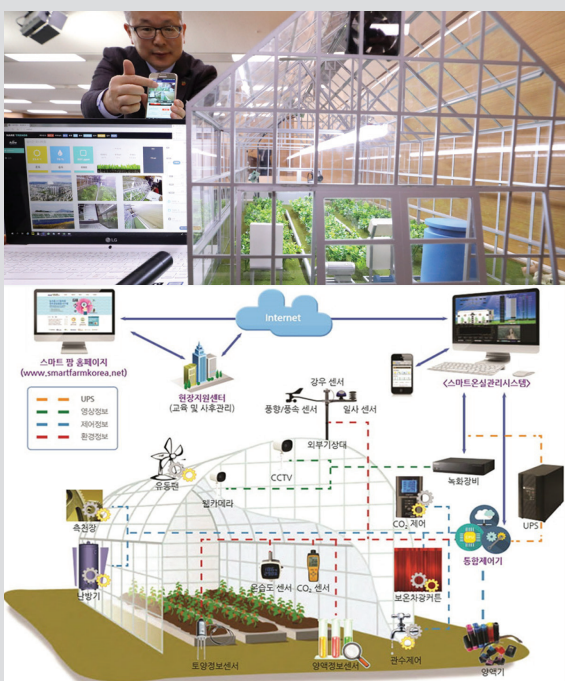 LG
Internet
스마트 팜 홈페이지
(www.smartfarmkorea.net)
현장지원센터
(교육 및 사후관리)
<스마트온실관리시스템>
UPS
영상정보
제어정보
환경정보
강우 센서
풍향/풍속 센서
일사 센서
외부기상대
유동팬
CCTV
웹카메라
녹화장비
UPS
측천장
CO₂ 제어
통합제어기
난방기
온습도 센서
CO₂ 센서
보온차광커튼
토양경보센서
양액정보센서
관수제어
양액기